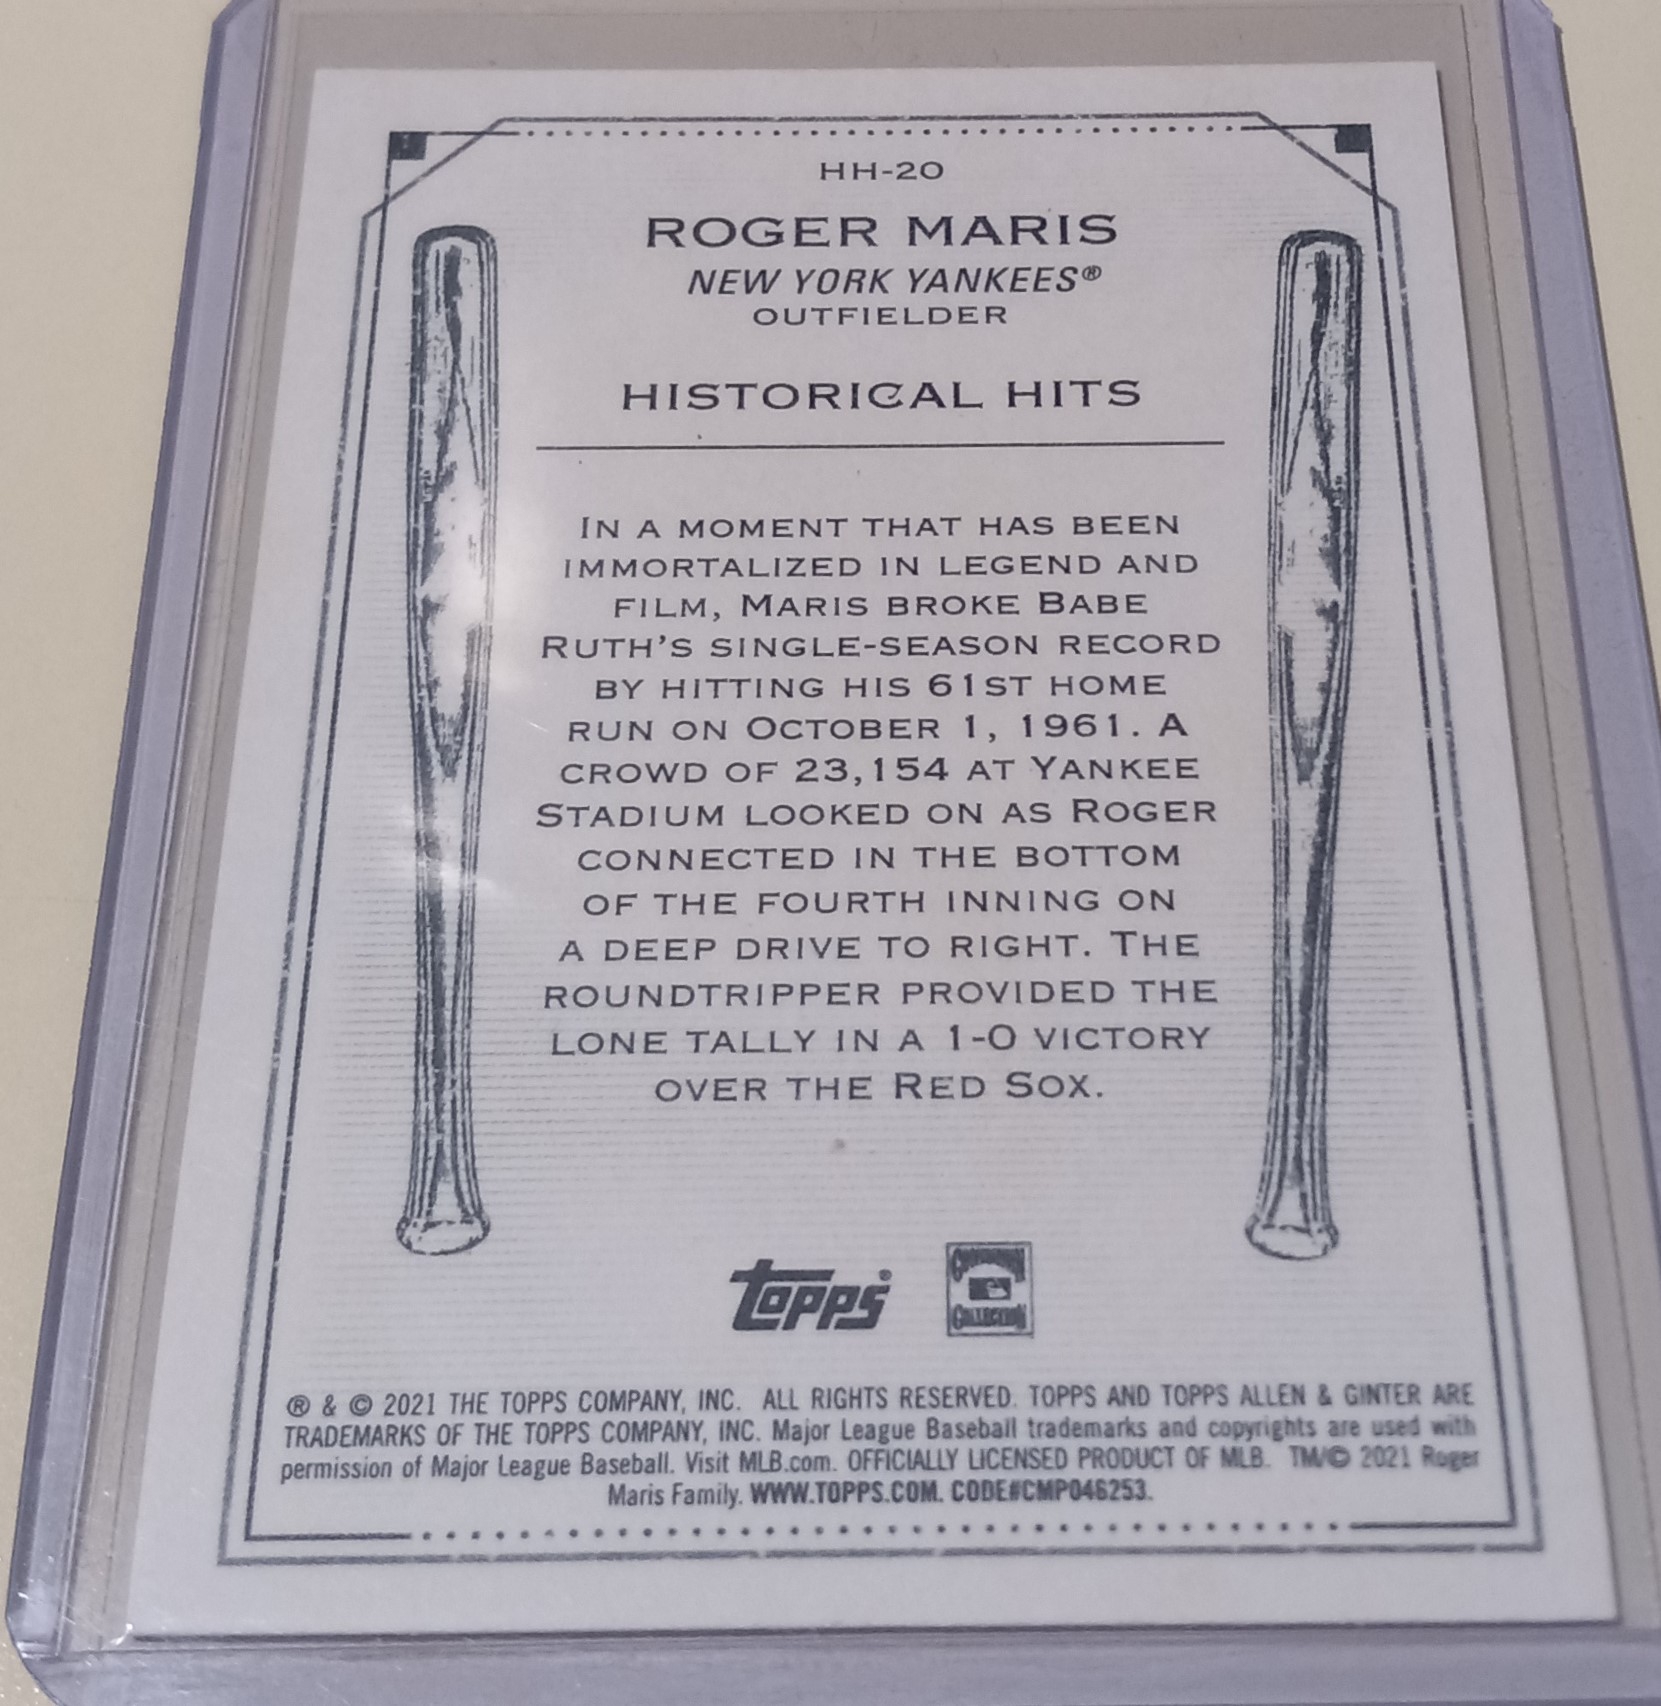 HH-20
ROGER MARIS
NEW YORK YANKEES®
OUTFIELDER
HISTORICAL HITS
IN A MOMENT THAT HAS BEEN
IMMORTALIZED IN LEGEND AND
FILM, MARIS BROKE BABE
RUTH'S SINGLE-SEASON RECORD
BY HITTING HIS 61ST HOME
RUN ON OCTOBER 1, 1961. A
CROWD OF 23,154 AT YANKEE
STADIUM LOOKED ON AS ROGER
CONNECTED IN THE BOTTOM
OF THE FOURTH INNING ON
A DEEP DRIVE TO RIGHT. THE
ROUNDTRIPPER PROVIDED THE
LONE TALLY IN A 1-0 VICTORY
OVER THE RED SOX.
Topps®
COOPERSTOWN
COLLECTION
® & © 2021 THE TOPPS COMPANY, INC. ALL RIGHTS RESERVED. TOPPS AND TOPPS ALLEN & GINTER ARE
TRADEMARKS OF THE TOPPS COMPANY, INC. Major League Baseball trademarks and copyrights are used with
permission of Major League Baseball. Visit MLB.com. OFFICIALLY LICENSED PRODUCT OF MLB. TM/© 2021 Roger
Maris Family. WWW.TOPPS.COM. CODE#CMP046253.